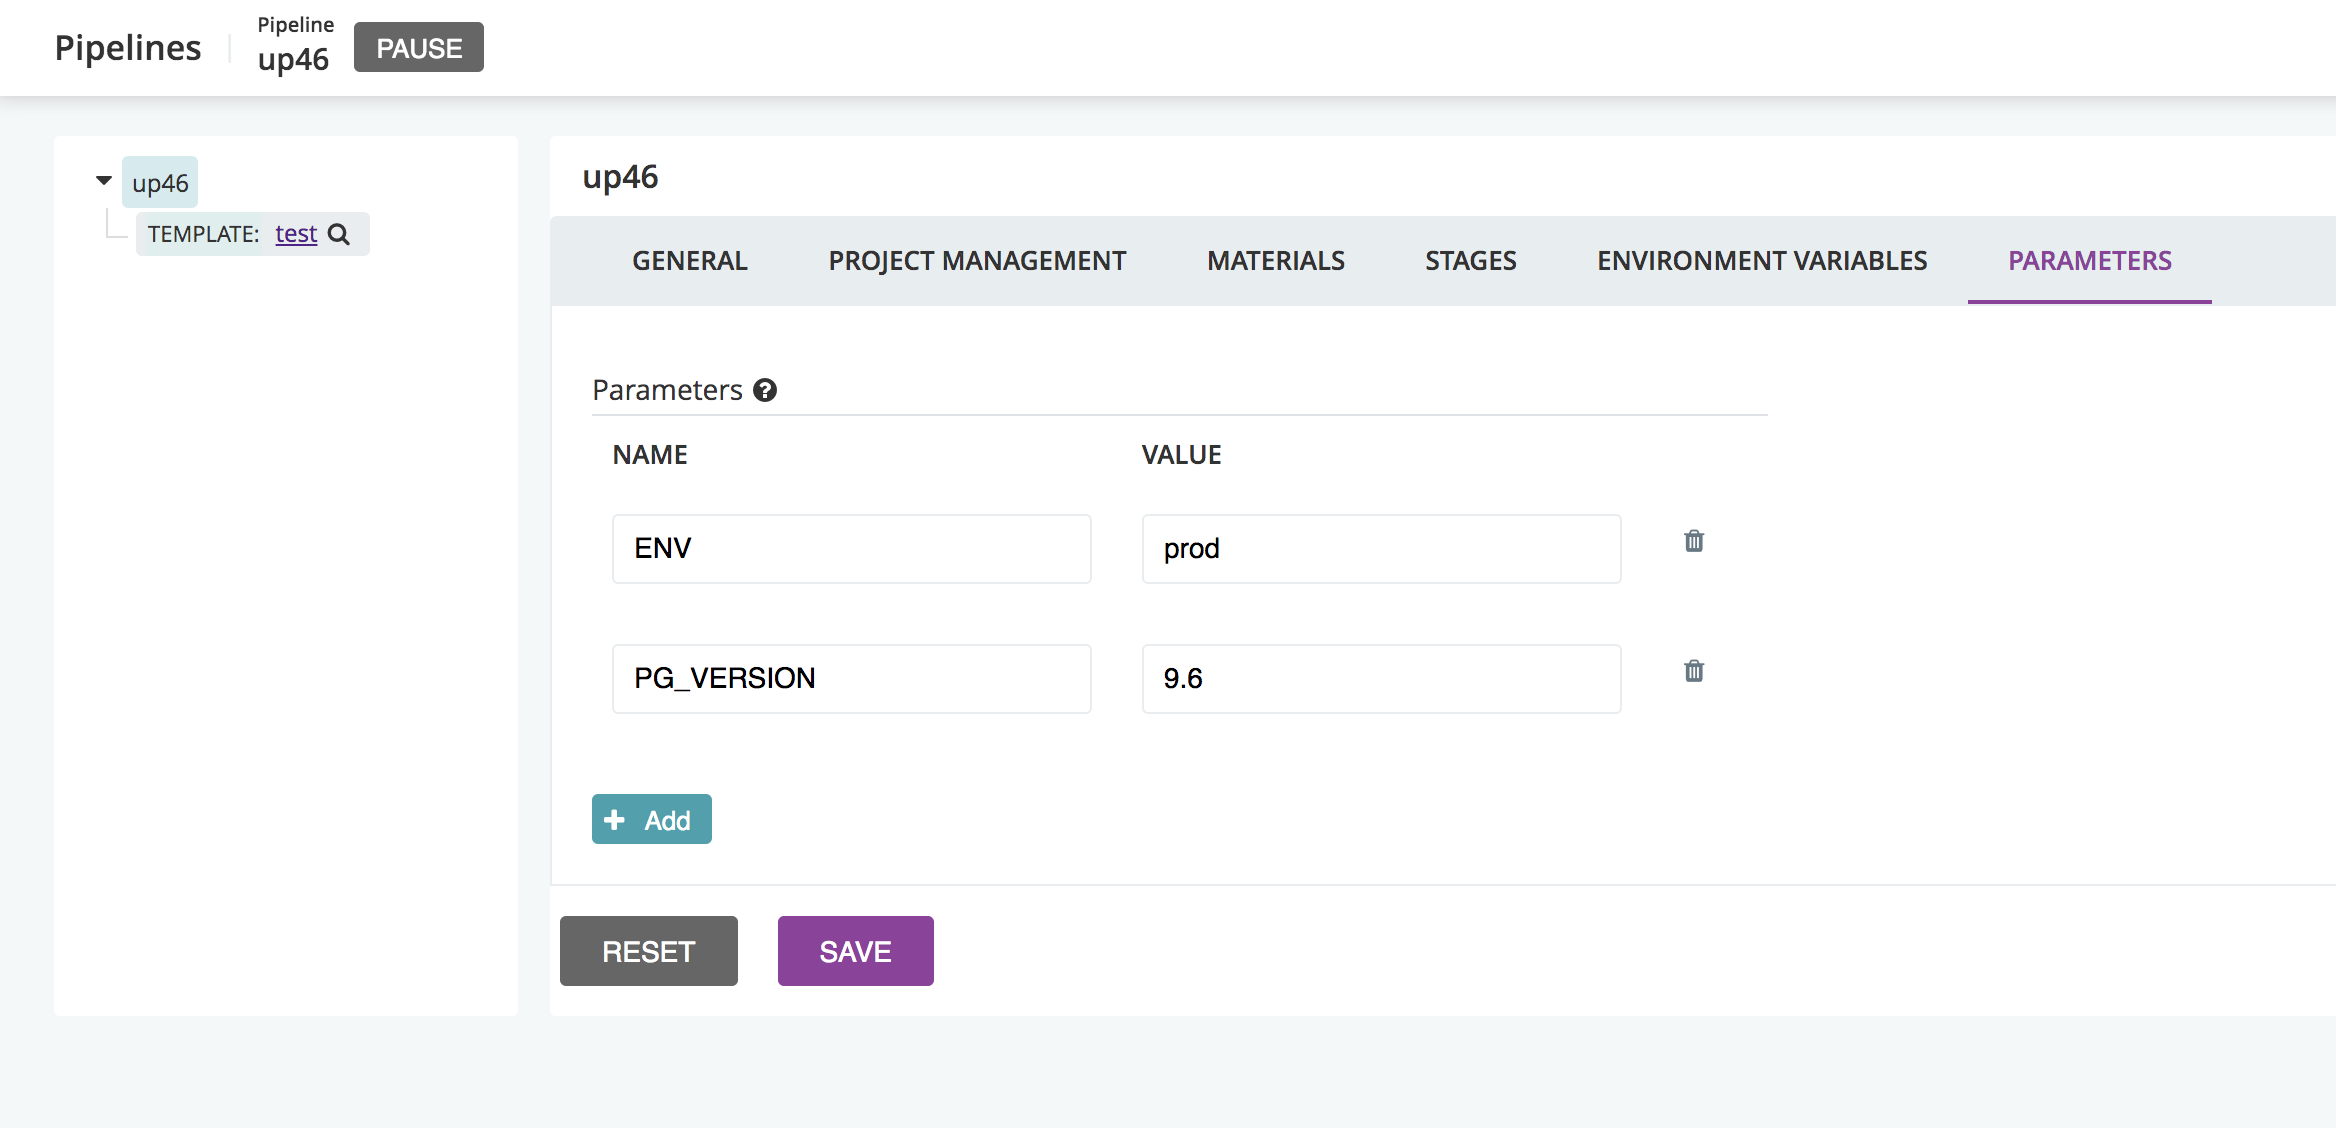 Pipelines
Pipeline
up46
PAUSE
up46
TEMPLATE: test
up46
GENERAL PROJECT MANAGEMENT MATERIALS STAGES ENVIRONMENT VARIABLES PARAMETERS
Parameters ?
NAME VALUE
ENV prod
PG_VERSION 9.6
+ Add
RESET SAVE